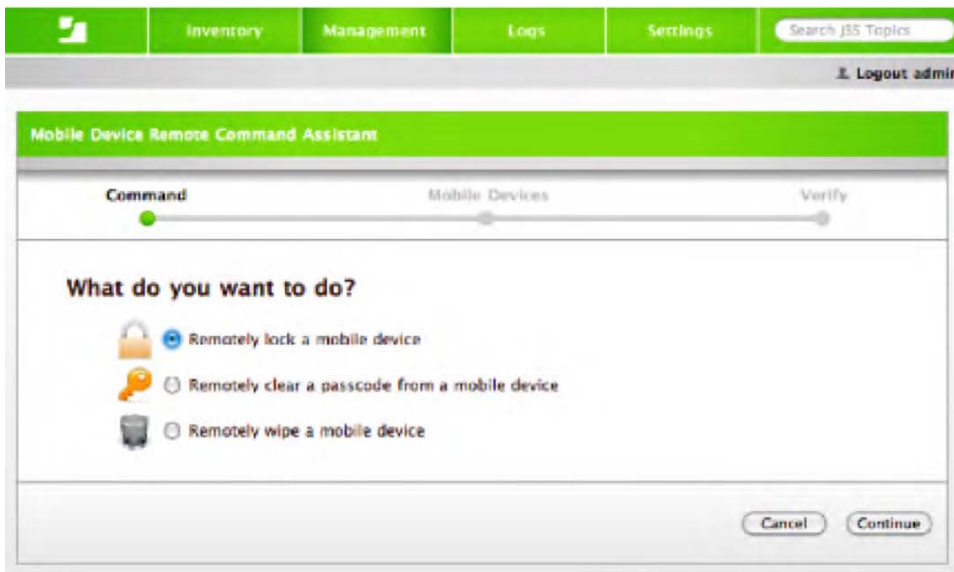 Inventory Management Logs Settings Search JSS Topics
Logout admin
Mobile Device Remote Command Assistant
Command Mobile Devices Verify
What do you want to do?
Remotely lock a mobile device
Remotely clear a passcode from a mobile device
Remotely wipe a mobile device
Cancel Continue